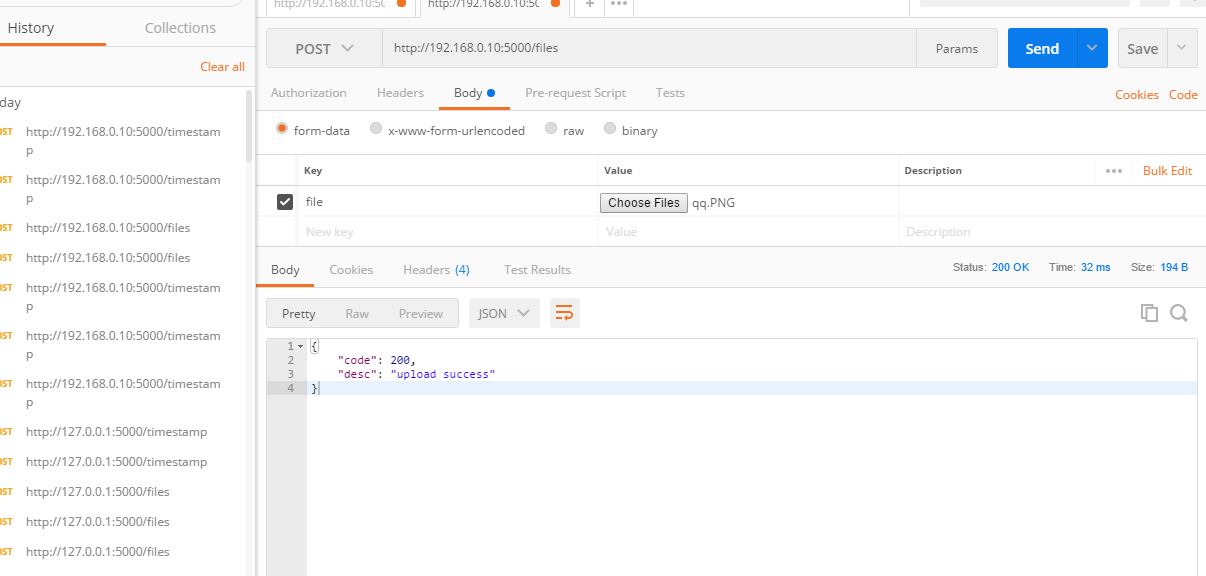 http://192.168.0.10:50
http://192.168.0.10:50
+
•••
History
Collections
Clear all
day
OST http://192.168.0.10:5000/timestam
p
OST http://192.168.0.10:5000/timestam
p
OST http://192.168.0.10:5000/files
OST http://192.168.0.10:5000/files
OST http://192.168.0.10:5000/timestam
p
OST http://192.168.0.10:5000/timestam
p
OST http://192.168.0.10:5000/timestam
p
OST http://127.0.0.1:5000/timestamp
OST http://127.0.0.1:5000/timestamp
OST http://127.0.0.1:5000/files
OST http://127.0.0.1:5000/files
OST http://127.0.0.1:5000/files
POST http://192.168.0.10:5000/files Params Send Save
Authorization Headers Body Pre-request Script Tests Cookies Code
form-data x-www-form-urlencoded raw binary
Key Value Description ••• Bulk Edit
file Choose Files qq.PNG
New key Value Description
Body Cookies Headers (4) Test Results Status: 200 OK Time: 32 ms Size: 194 B
Pretty Raw Preview JSON
1 {
2 "code": 200,
3 "desc": "upload success"
4 }